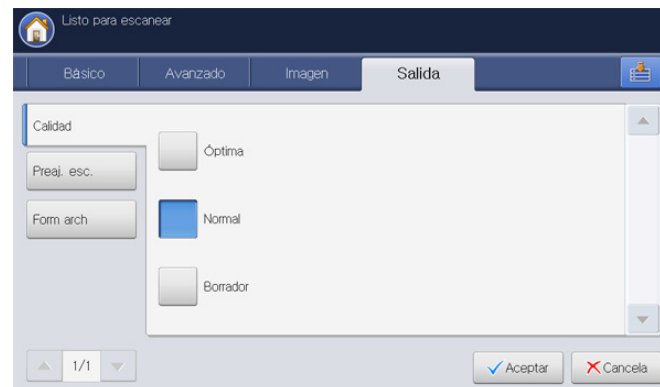 Listo para escanear
Básico Avanzado Imagen Salida
Calidad
Óptima
Preaj. esc.
Form arch
Normal
Borrador
1/1
Aceptar Cancela